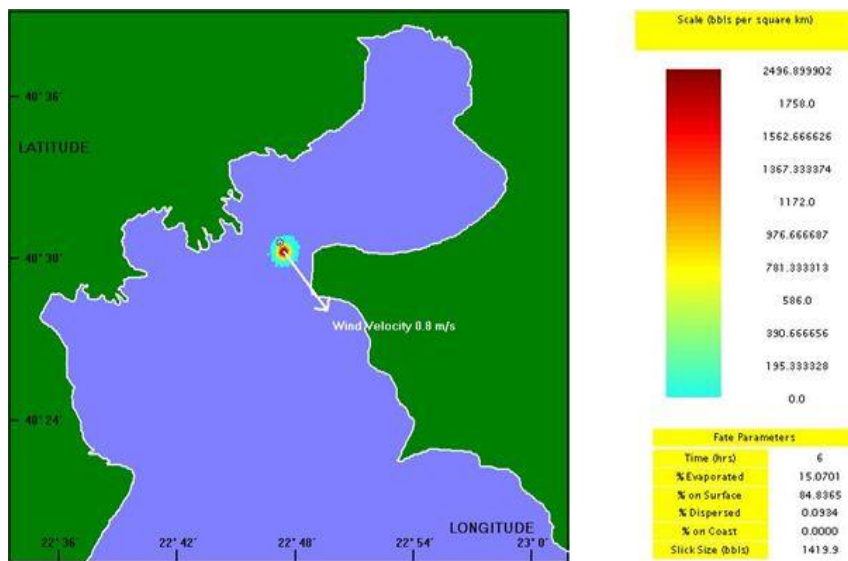 40° 36'
LATITUDE
40° 30'
Wind Velocity 0.8 m/s
40° 24'
LONGITUDE
22° 36'
22° 42'
22° 48'
22° 54'
23° 0'
Scale (bbls per square km)
2496.899902
1758.0
1562.666626
1367.333374
1172.0
976.666687
781.333313
586.0
390.666656
195.333328
0.0
Fate Parameters
Time (hrs) 6
% Evaporated 15.0701
% on Surface 84.8365
% Dispersed 0.0934
% on Coast 0.0000
Slick Size (bbls) 1419.9